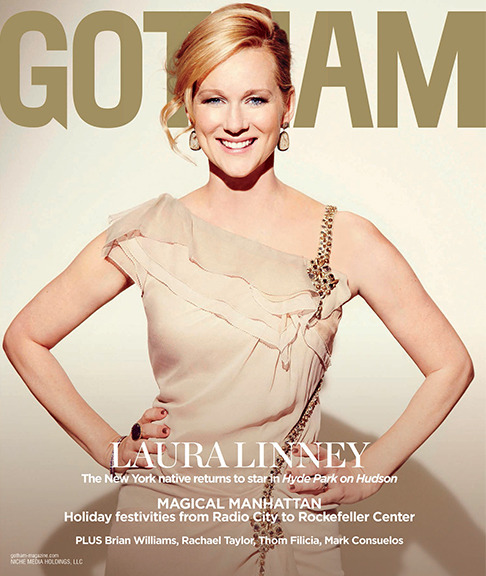 GOTHAM
LAURA LINNEY
The New York native returns to star in Hyde Park on Hudson
MAGICAL MANHATTAN
Holiday festivities from Radio City to Rockefeller Center
PLUS Brian Williams, Rachael Taylor, Thom Filicia, Mark Consuelos
gotham-magazine.com
NICHE MEDIA HOLDINGS, LLC